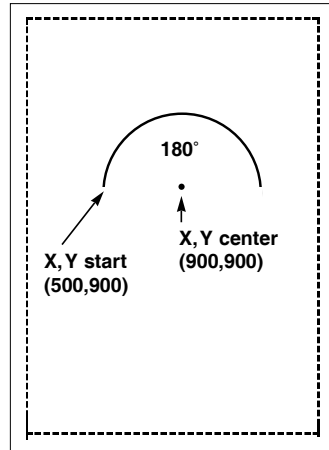 180°
X, Y start
(500,900)
X, Y center
(900,900)